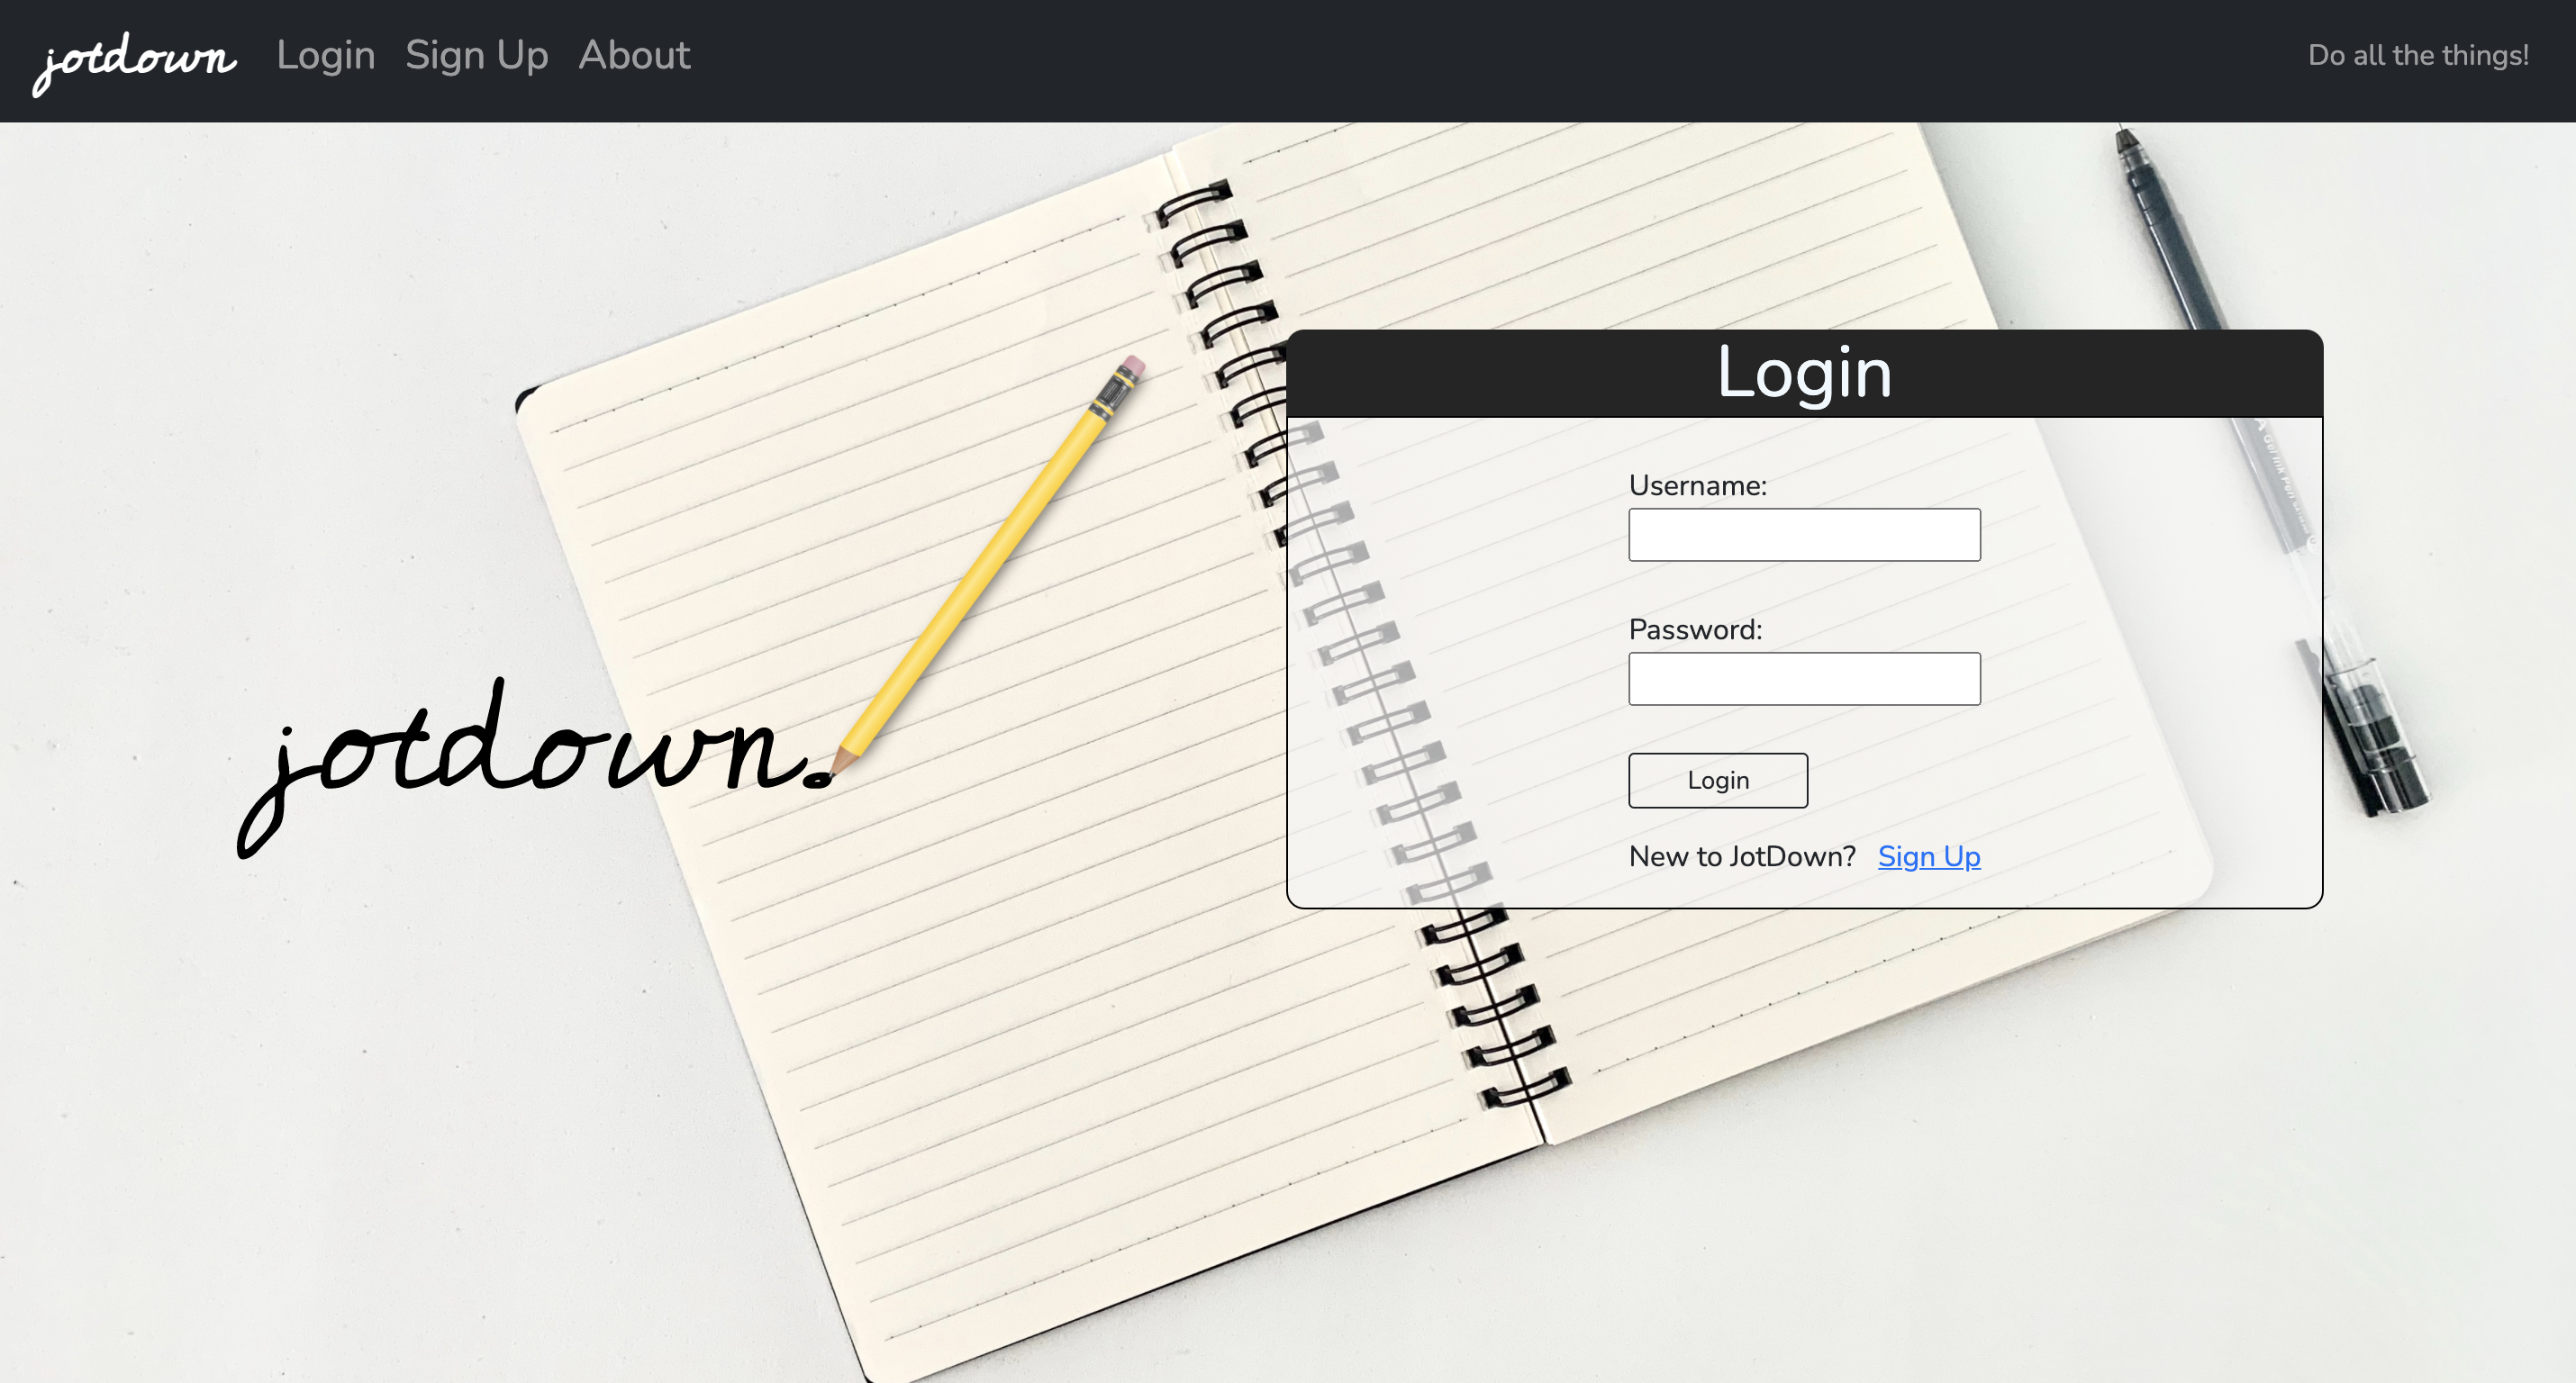 jotdown Login Sign Up About Do all the things!
Login
Username:
Password:
jotdown.
Login
New to JotDown? Sign Up